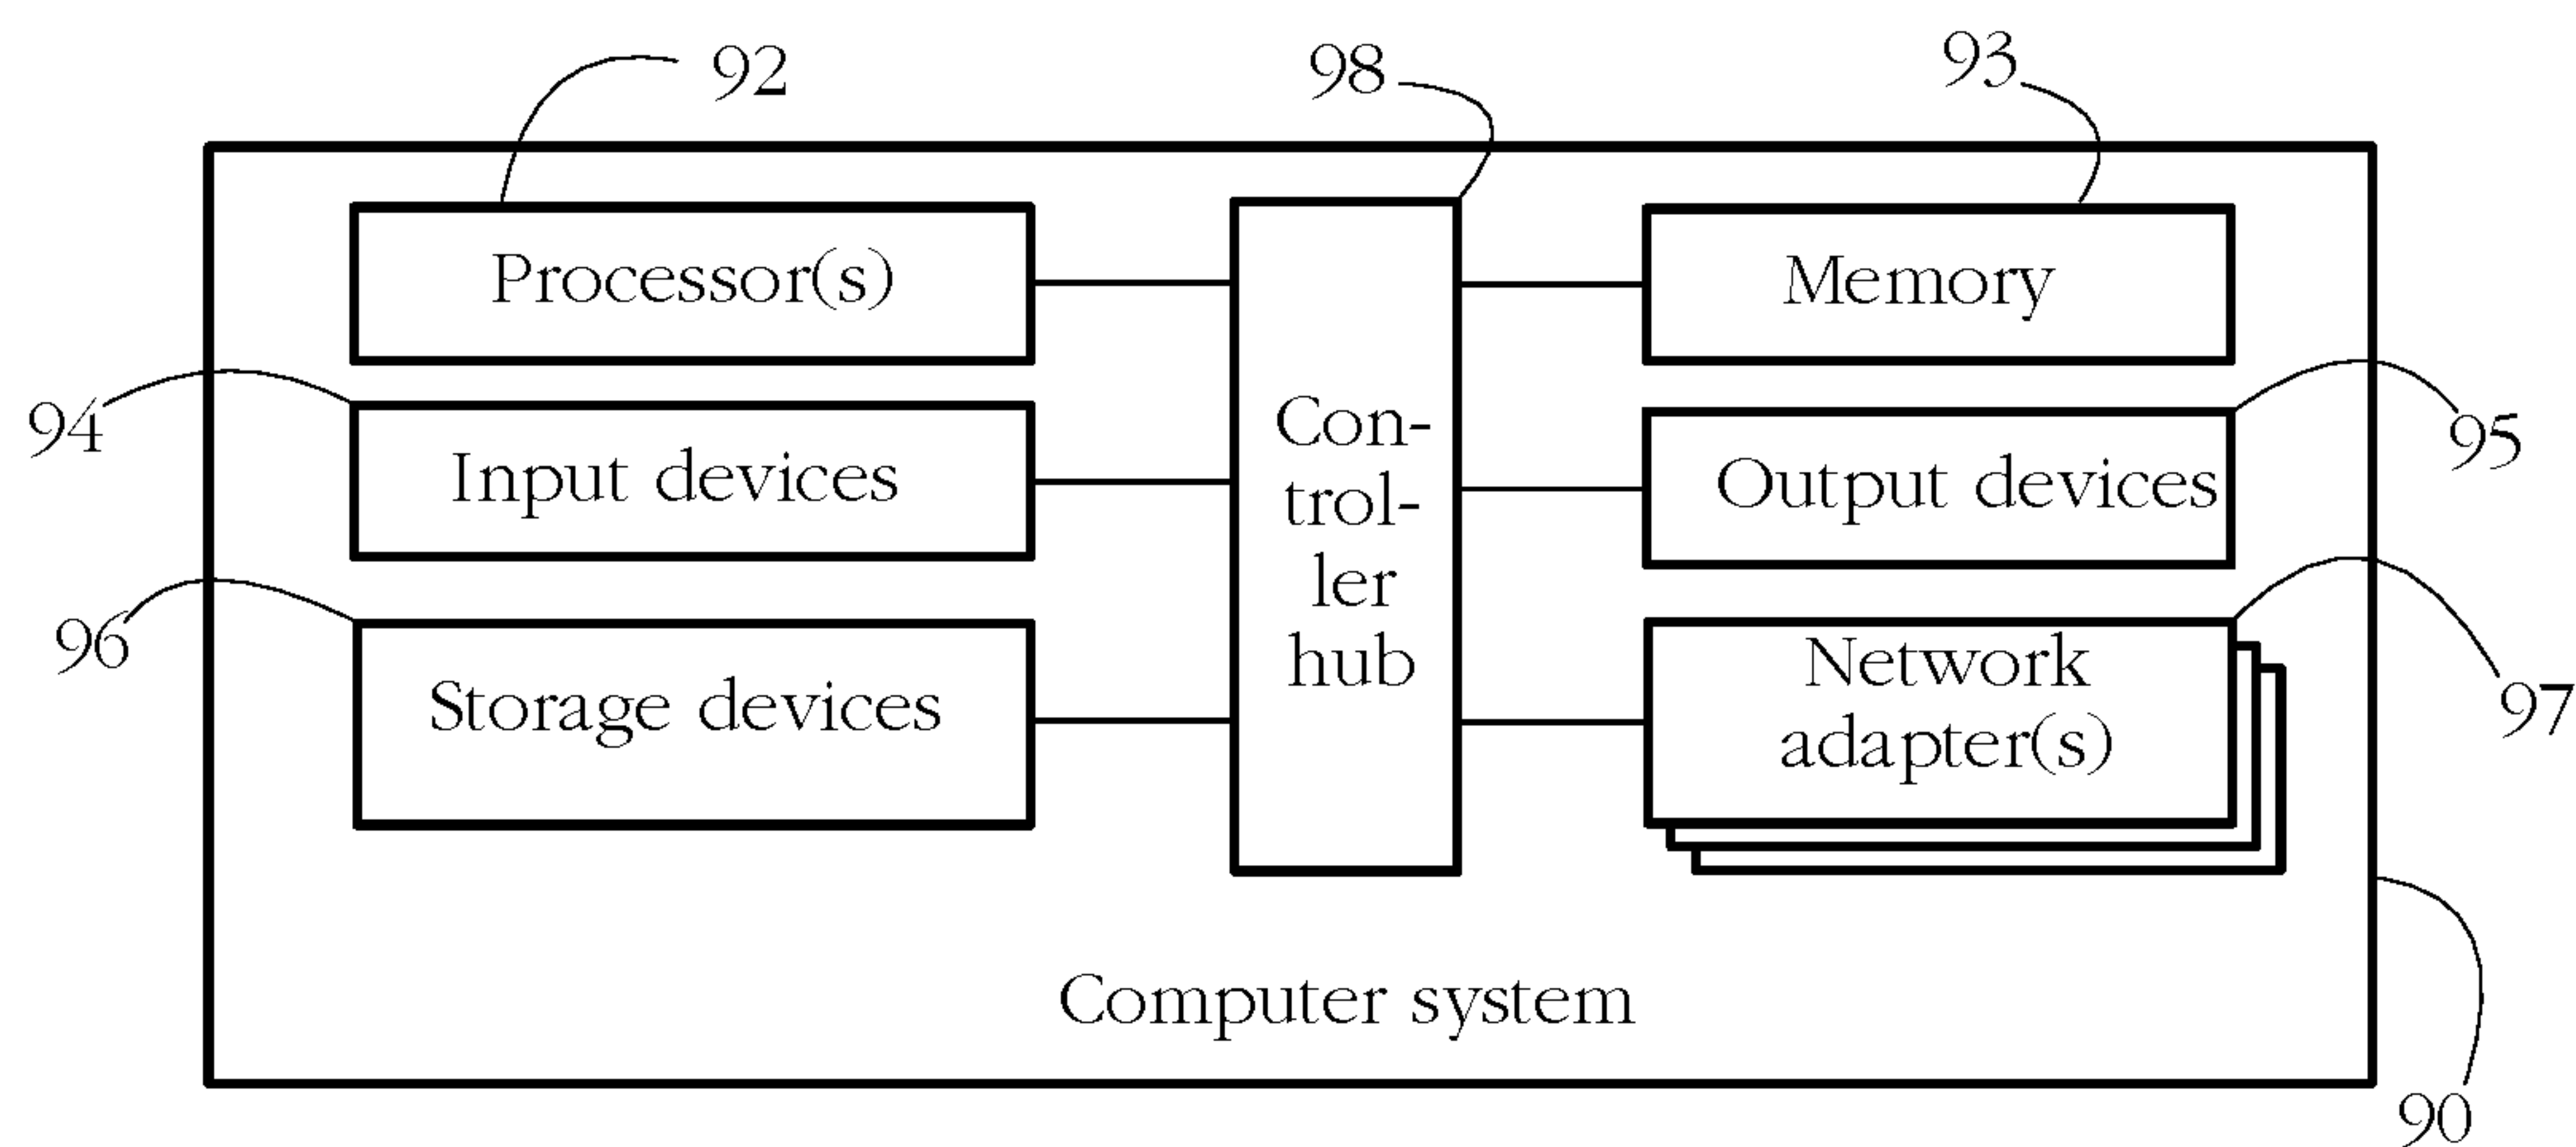 92
98
93
Processor(s)
Memory
94
Input devices
Con-
trol-
ler
hub
Output devices
95
96
Storage devices
Network
adapter(s)
97
Computer system
90